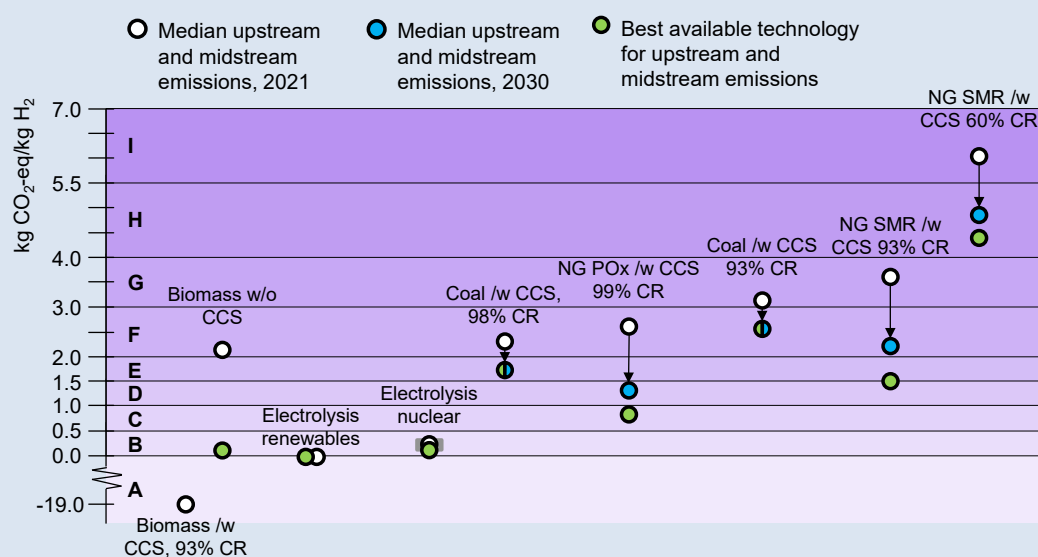 Median upstream
and midstream
emissions, 2021
Median upstream
and midstream
emissions, 2030
Best available technology
for upstream and
midstream emissions
kg CO₂-eq/kg H₂
7.0
5.5
4.0
3.0
2.0
1.5
1.0
0.5
0.0
-19.0
I
H
G
F
E
D
C
B
A
NG SMR /w
CCS 60% CR
NG SMR /w
CCS 93% CR
Coal /w CCS
93% CR
NG POx /w CCS
99% CR
Coal /w CCS,
98% CR
Biomass w/o
CCS
Electrolysis
nuclear
Electrolysis
renewables
Biomass /w
CCS, 93% CR